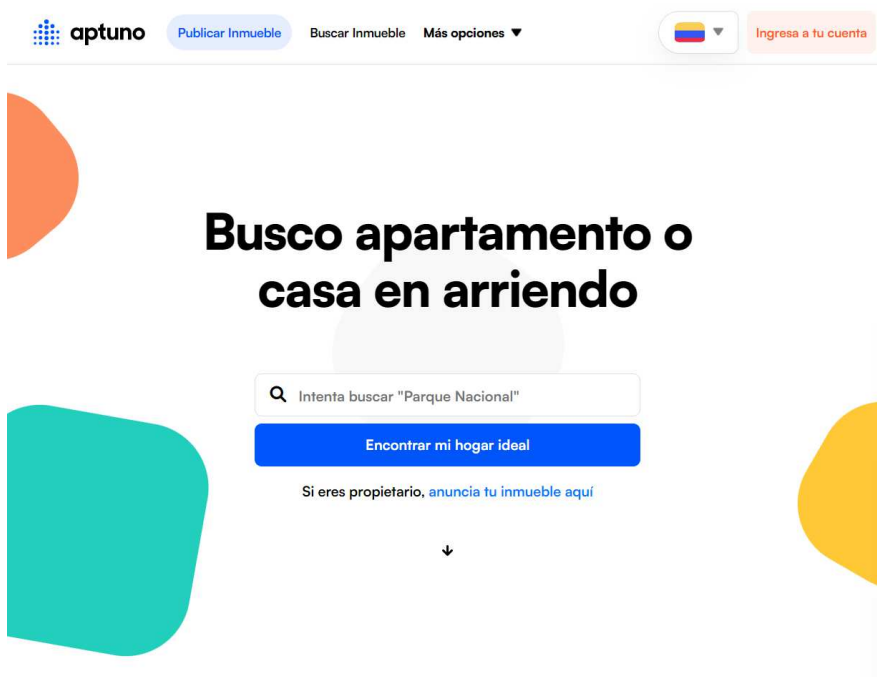 aptuno
Publicar Inmueble
Buscar Inmueble
Más opciones ▼
Ingresa a tu cuenta
Busco apartamento o
casa en arriendo
Intenta buscar "Parque Nacional"
Encontrar mi hogar ideal
Si eres propietario, anuncia tu inmueble aquí